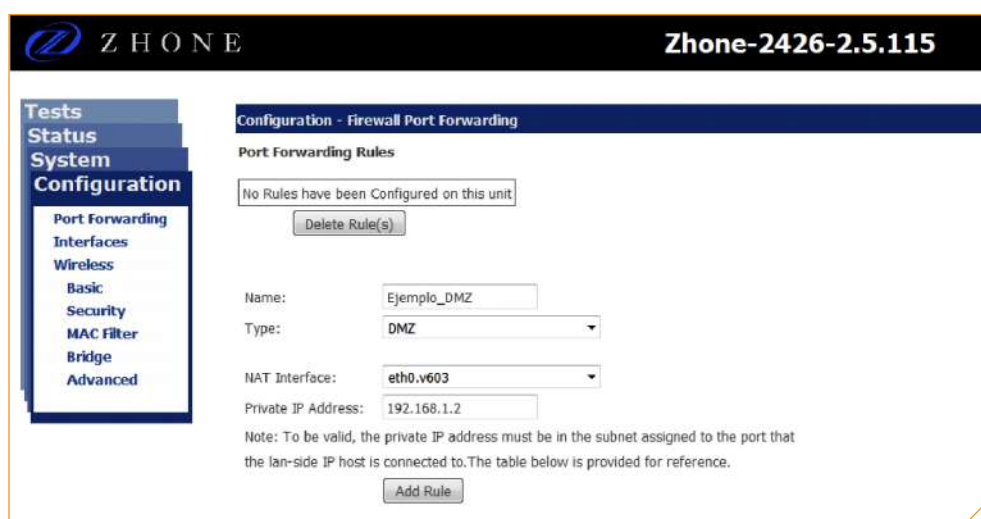 ZHONE
Zhone-2426-2.5.115
Tests
Status
System
Configuration
Port Forwarding
Interfaces
Wireless
Basic
Security
MAC Filter
Bridge
Advanced
Configuration - Firewall Port Forwarding
Port Forwarding Rules
No Rules have been Configured on this unit
Delete Rule(s)
Name: Ejemplo_DMZ
Type: DMZ
NAT Interface: eth0.v603
Private IP Address: 192.168.1.2
Note: To be valid, the private IP address must be in the subnet assigned to the port that
the lan-side IP host is connected to.The table below is provided for reference.
Add Rule